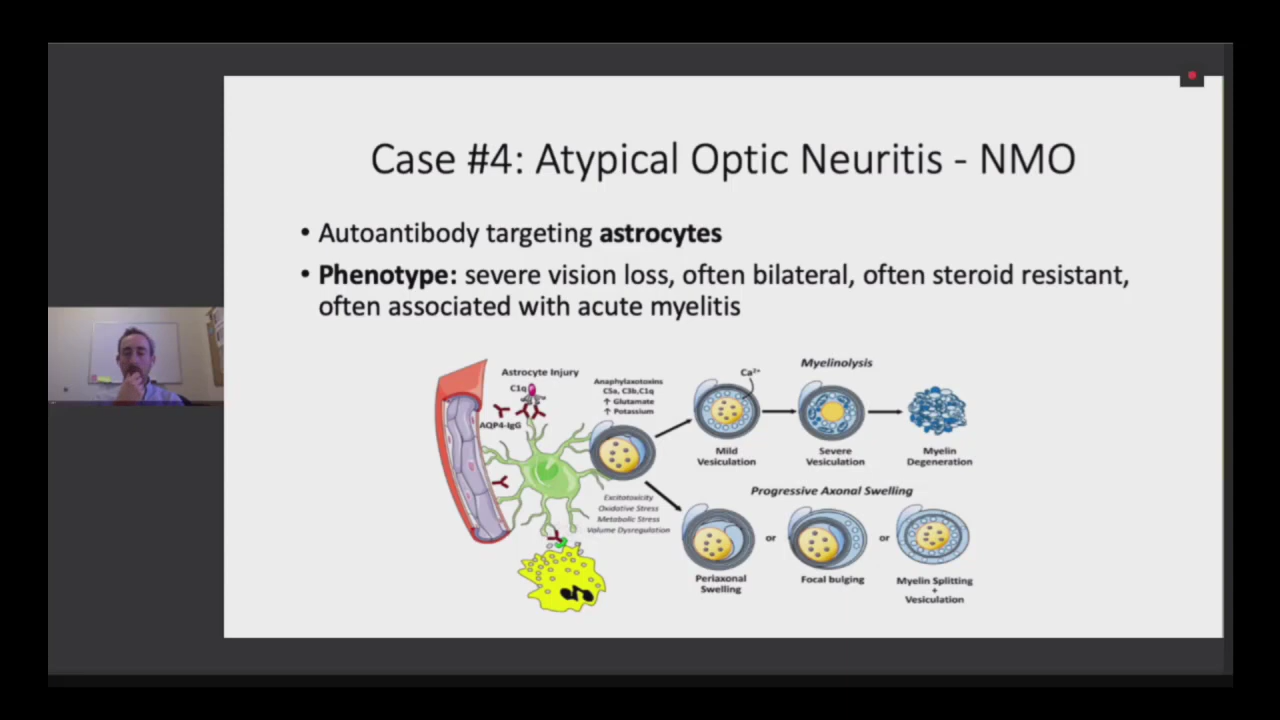 Case #4: Atypical Optic Neuritis - NMO
• Autoantibody targeting astrocytes
• Phenotype: severe vision loss, often bilateral, often steroid resistant,
often associated with acute myelitis
Astrocyte Injury
C1q
AQP4-IgG
Anaphylaxotoxins
C5a, C3b,C1q
↑ Glutamate
↑ Potassium
Excitotoxicity
Oxidative Stress
Metabolic Stress
Volume Dysregulation
Myelinolysis
Ca²⁺
Mild
Vesiculation
Severe
Vesiculation
Myelin
Degeneration
Progressive Axonal Swelling
or
or
Periaxonal
Swelling
Focal bulging
Myelin Splitting
+
Vesiculation